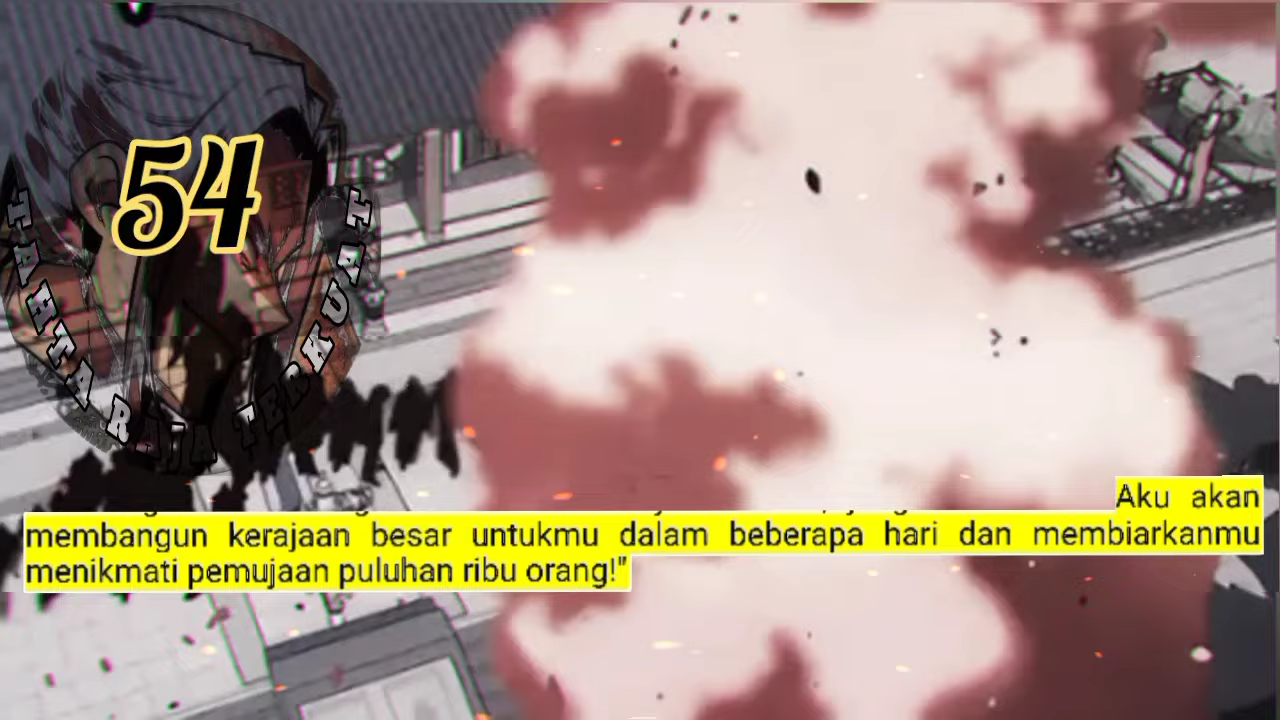 54
TAHTA RAJA TERKUAT
Aku akan
membangun kerajaan besar untukmu dalam beberapa hari dan membiarkanmu
menikmati pemujaan puluhan ribu orang!"